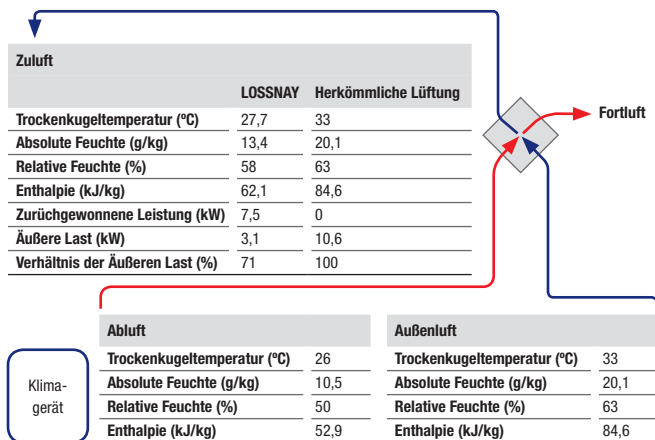 Zuluft
LOSSNAY Herkömmliche Lüftung
Trockenkugeltemperatur (ºC) 27,7 33
Absolute Feuchte (g/kg) 13,4 20,1
Relative Feuchte (%) 58 63
Enthalpie (kJ/kg) 62,1 84,6
Zurüchgewonnene Leistung (kW) 7,5 0
Äußere Last (kW) 3,1 10,6
Verhältnis der Äußeren Last (%) 71 100
Fortluft
Abluft
Trockenkugeltemperatur (ºC) 26
Absolute Feuchte (g/kg) 10,5
Relative Feuchte (%) 50
Enthalpie (kJ/kg) 52,9
Außenluft
Trockenkugeltemperatur (ºC) 33
Absolute Feuchte (g/kg) 20,1
Relative Feuchte (%) 63
Enthalpie (kJ/kg) 84,6
Klima-
gerät